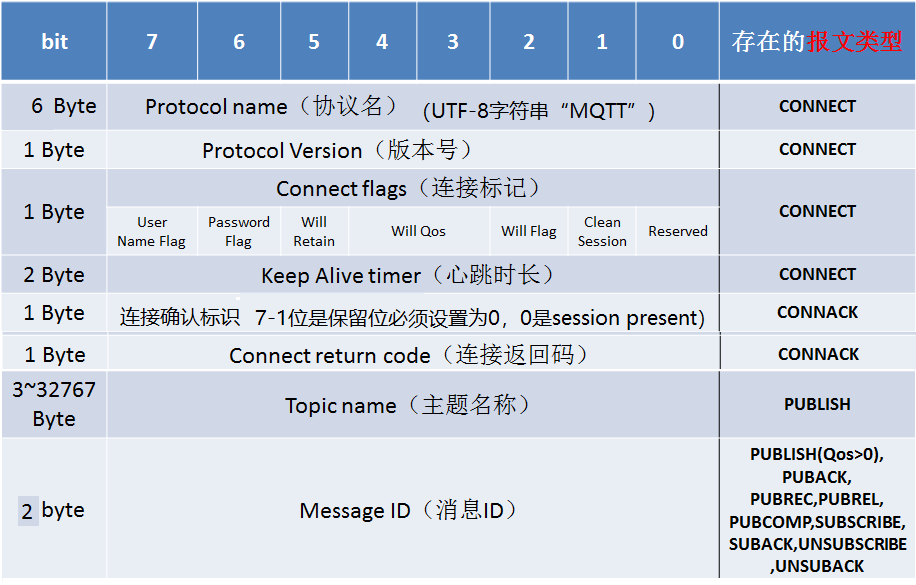 bit 7 6 5 4 3 2 1 0 存在的报文类型
6 Byte Protocol name（协议名） （UTF-8字符串“MQTT”） CONNECT
1 Byte Protocol Version（版本号） CONNECT
Connect flags（连接标记）
1 Byte CONNECT
User Password Will Will Qos Will Flag Clean Reserved
Name Flag Flag Retain Session
2 Byte Keep Alive timer（心跳时长） CONNECT
1 Byte 连接确认标识 7-1位是保留位必须设置为0，0是session present) CONNACK
1 Byte Connect return code（连接返回码） CONNACK
3~32767
Byte Topic name（主题名称） PUBLISH
2 byte Message ID（消息ID） PUBLISH(Qos>0),
PUBACK,
PUBREC,PUBREL,
PUBCOMP,SUBSCRIBE,
SUBACK,UNSUBSCRIBE
,UNSUBACK